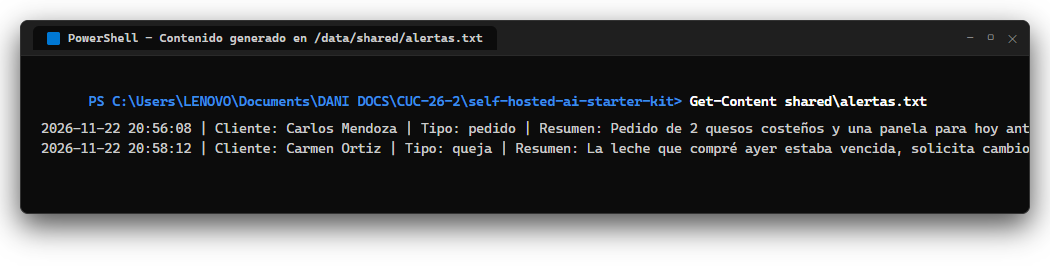 PowerShell — Contenido generado en /data/shared/alertas.txt
PS C:\Users\LENOVO\Documents\DANI DOCS\CUC-26-2\self-hosted-ai-starter-kit> Get-Content shared\alertas.txt
2026-11-22 20:56:08 | Cliente: Carlos Mendoza | Tipo: pedido | Resumen: Pedido de 2 quesos costeños y una panela para hoy ant
2026-11-22 20:58:12 | Cliente: Carmen Ortiz | Tipo: queja | Resumen: La leche que compré ayer estaba vencida, solicita cambio